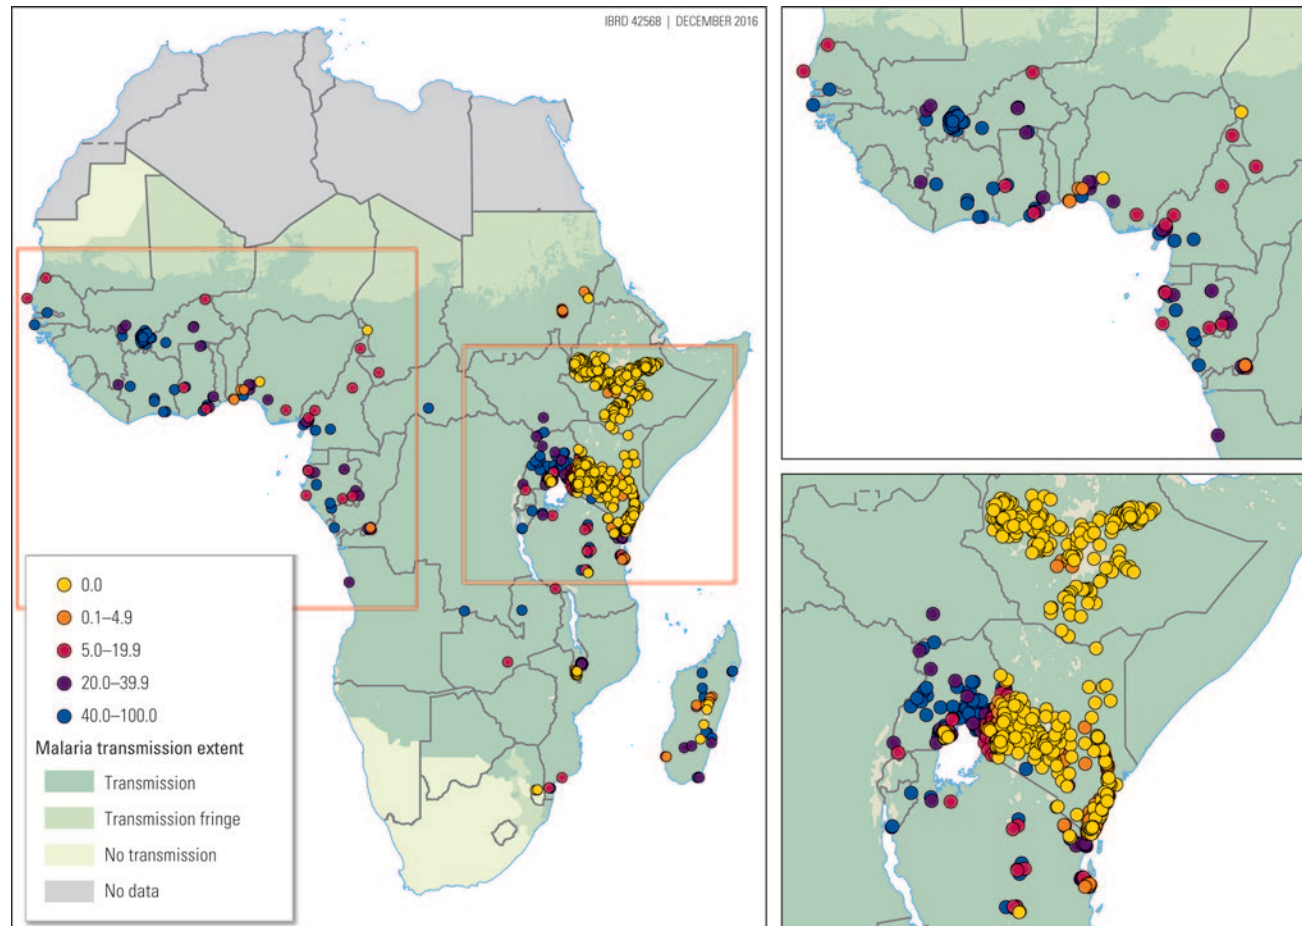 IBRD 42568 | DECEMBER 2016
0.0
0.1–4.9
5.0–19.9
20.0–39.9
40.0–100.0
Malaria transmission extent
Transmission
Transmission fringe
No transmission
No data